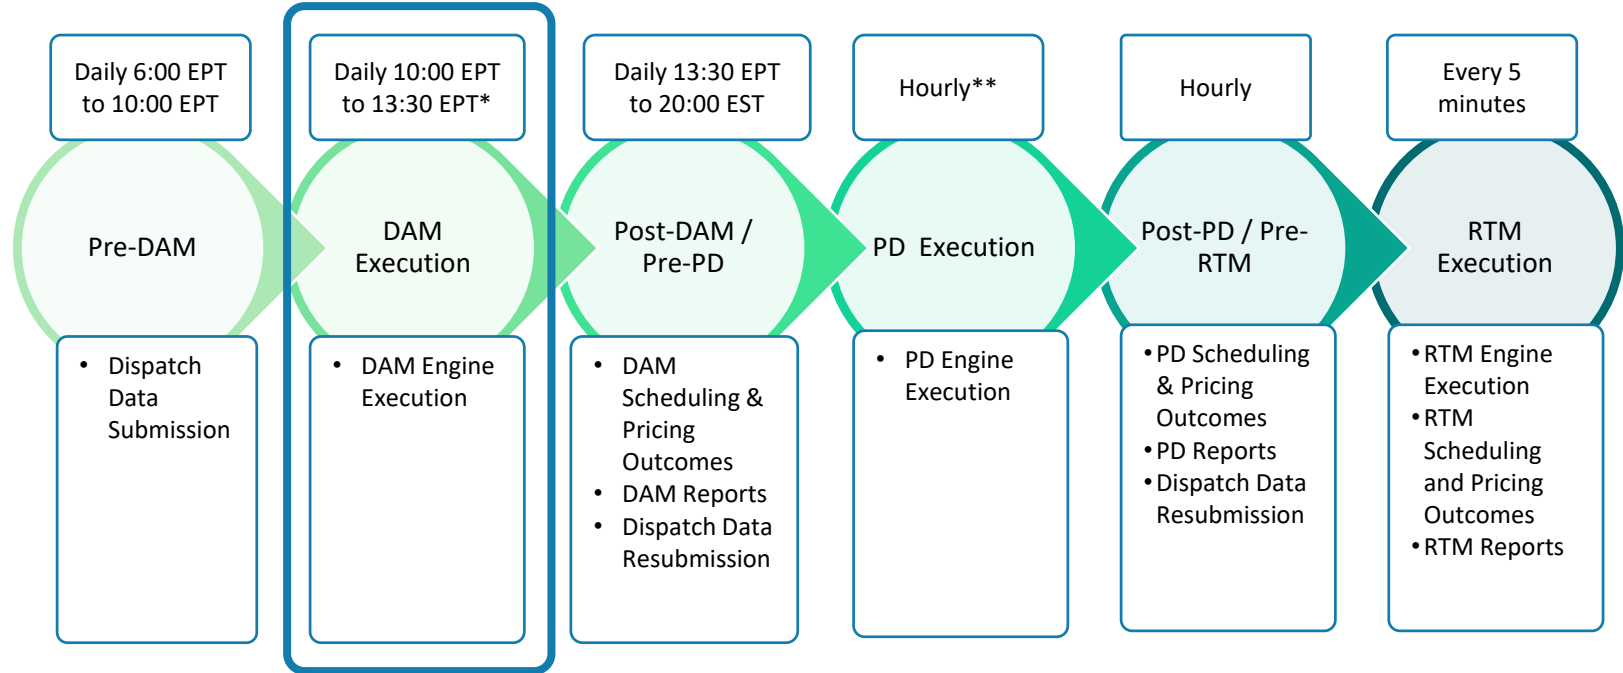 Daily 6:00 EPT
to 10:00 EPT
Daily 10:00 EPT
to 13:30 EPT*
Daily 13:30 EPT
to 20:00 EST
Hourly**
Hourly
Every 5
minutes
Pre-DAM
DAM
Execution
Post-DAM /
Pre-PD
PD Execution
Post-PD / Pre-
RTM
RTM
Execution
• Dispatch
Data
Submission
• DAM Engine
Execution
• DAM
Scheduling &
Pricing
Outcomes
• DAM Reports
• Dispatch Data
Resubmission
• PD Engine
Execution
• PD Scheduling
& Pricing
Outcomes
• PD Reports
• Dispatch Data
Resubmission
• RTM Engine
Execution
• RTM
Scheduling
and Pricing
Outcomes
• RTM Reports